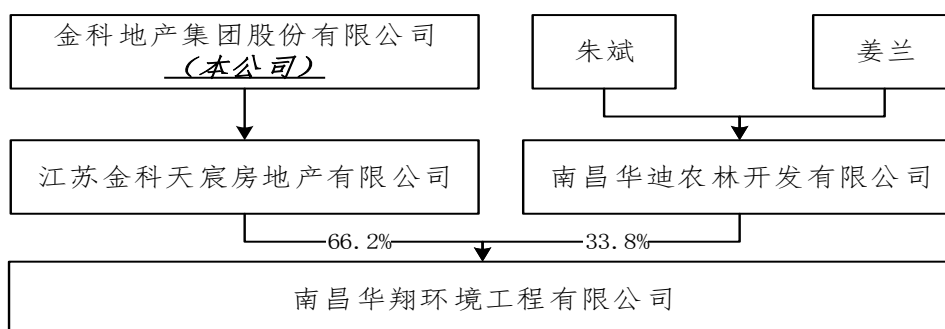 金科地产集团股份有限公司
（本公司）
朱斌
姜兰
江苏金科天宸房地产有限公司
南昌华迪农林开发有限公司
66.2%
33.8%
南昌华翔环境工程有限公司